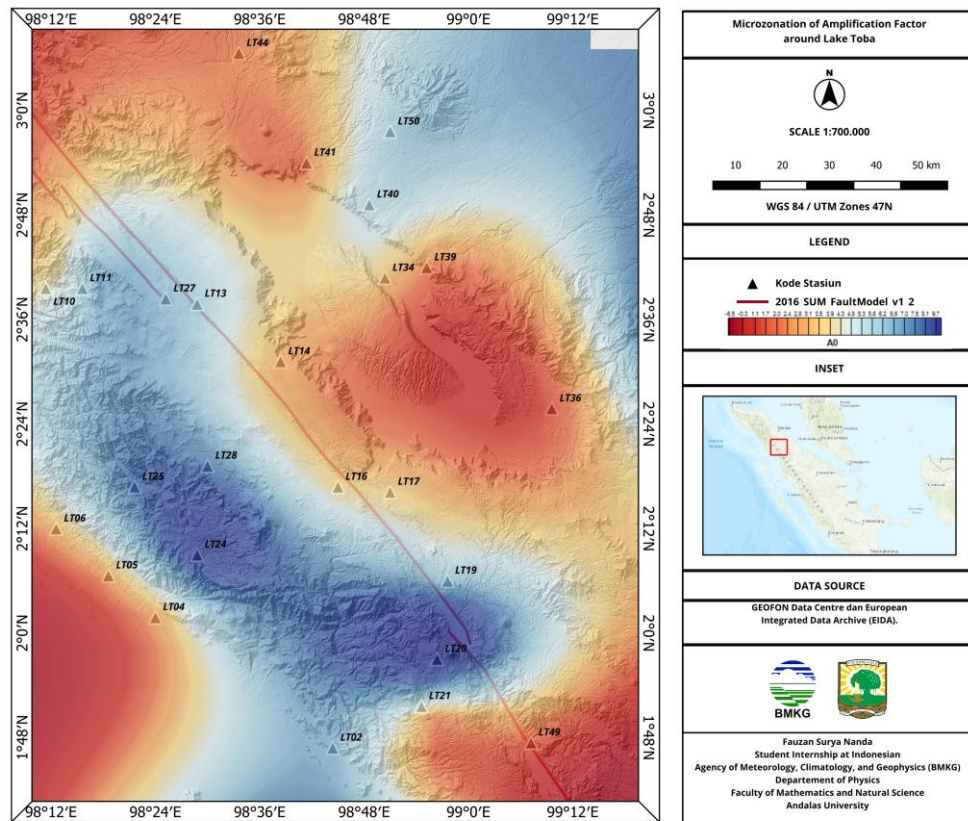 98°12′E 98°24′E 98°36′E 98°48′E 99°0′E 99°12′E
3°0′N
2°48′N
2°36′N
2°24′N
2°12′N
2°0′N
1°48′N
LT44
LT50
LT41
LT40
LT39
LT34
LT11
LT10
LT27
LT13
LT14
LT36
LT28
LT25
LT16
LT17
LT06
LT24
LT05
LT19
LT04
LT20
LT21
LT02
LT49
3°0′N
2°48′N
2°36′N
2°24′N
2°12′N
2°0′N
1°48′N
98°12′E 98°24′E 98°36′E 98°48′E 99°0′E 99°12′E
Microzonation of Amplification Factor
around Lake Toba
N
SCALE 1:700.000
10 20 30 40 50 km
WGS 84 / UTM Zones 47N
LEGEND
Kode Stasiun
2016 SUM FaultModel v1 2
A0
INSET
MALAYSIA
DATA SOURCE
GEOFON Data Centre dan European
Integrated Data Archive (EIDA).
BMKG
Fauzan Surya Nanda
Student Internship at Indonesian
Agency of Meteorology, Climatology, and Geophysics (BMKG)
Departement of Physics
Faculty of Mathematics and Natural Science
Andalas University